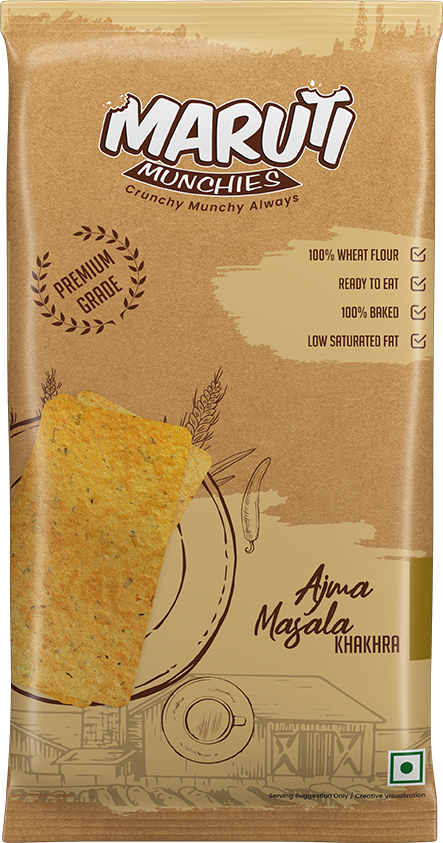 MARUTI
MUNCHIES
Crunchy Munchy Always
PREMIUM
GRADE
100% WHEAT FLOUR
READY TO EAT
100% BAKED
LOW SATURATED FAT
Ajma
Masala
KHAKHRA
Serving Suggestion Only / Creative Visualization